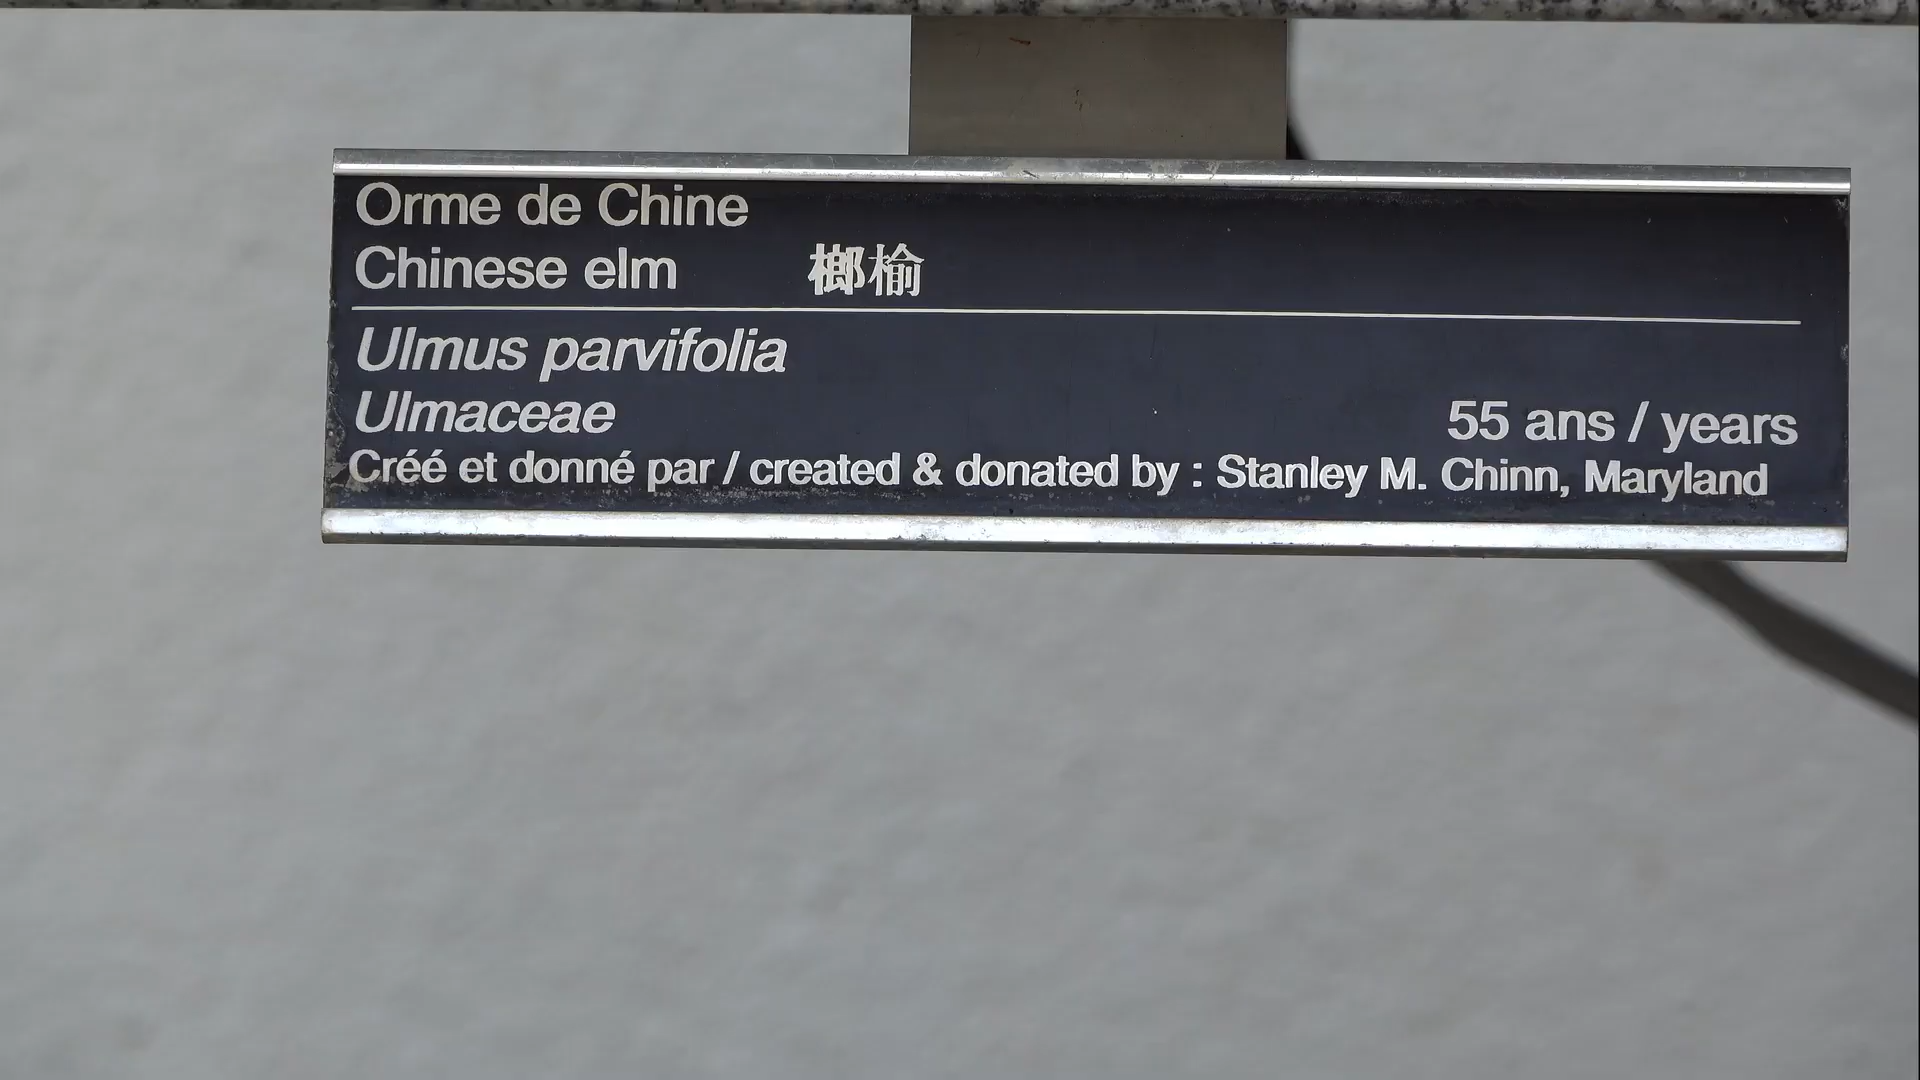 Orme de Chine
Chinese elm 榔榆
Ulmus parvifolia
Ulmaceae 55 ans / years
Créé et donné par / created & donated by : Stanley M. Chinn, Maryland